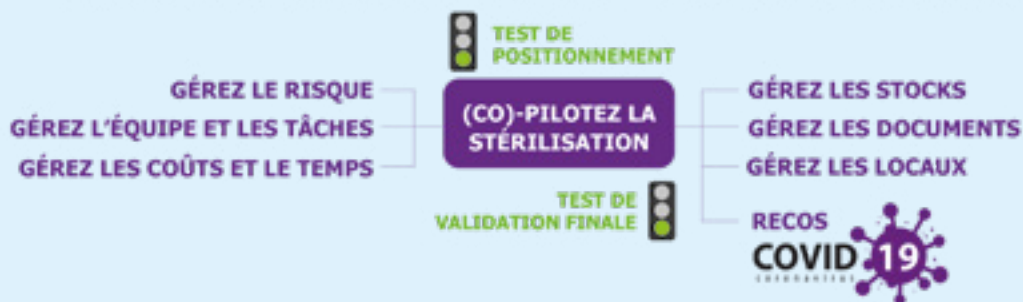 TEST DE
POSITIONNEMENT
GÉREZ LE RISQUE
GÉREZ L'ÉQUIPE ET LES TÂCHES
GÉREZ LES COÛTS ET LE TEMPS
(CO)-PILOTEZ LA
STÉRILISATION
GÉREZ LES STOCKS
GÉREZ LES DOCUMENTS
GÉREZ LES LOCAUX
TEST DE
VALIDATION FINALE
RECOS
COVID 19
coronavirus